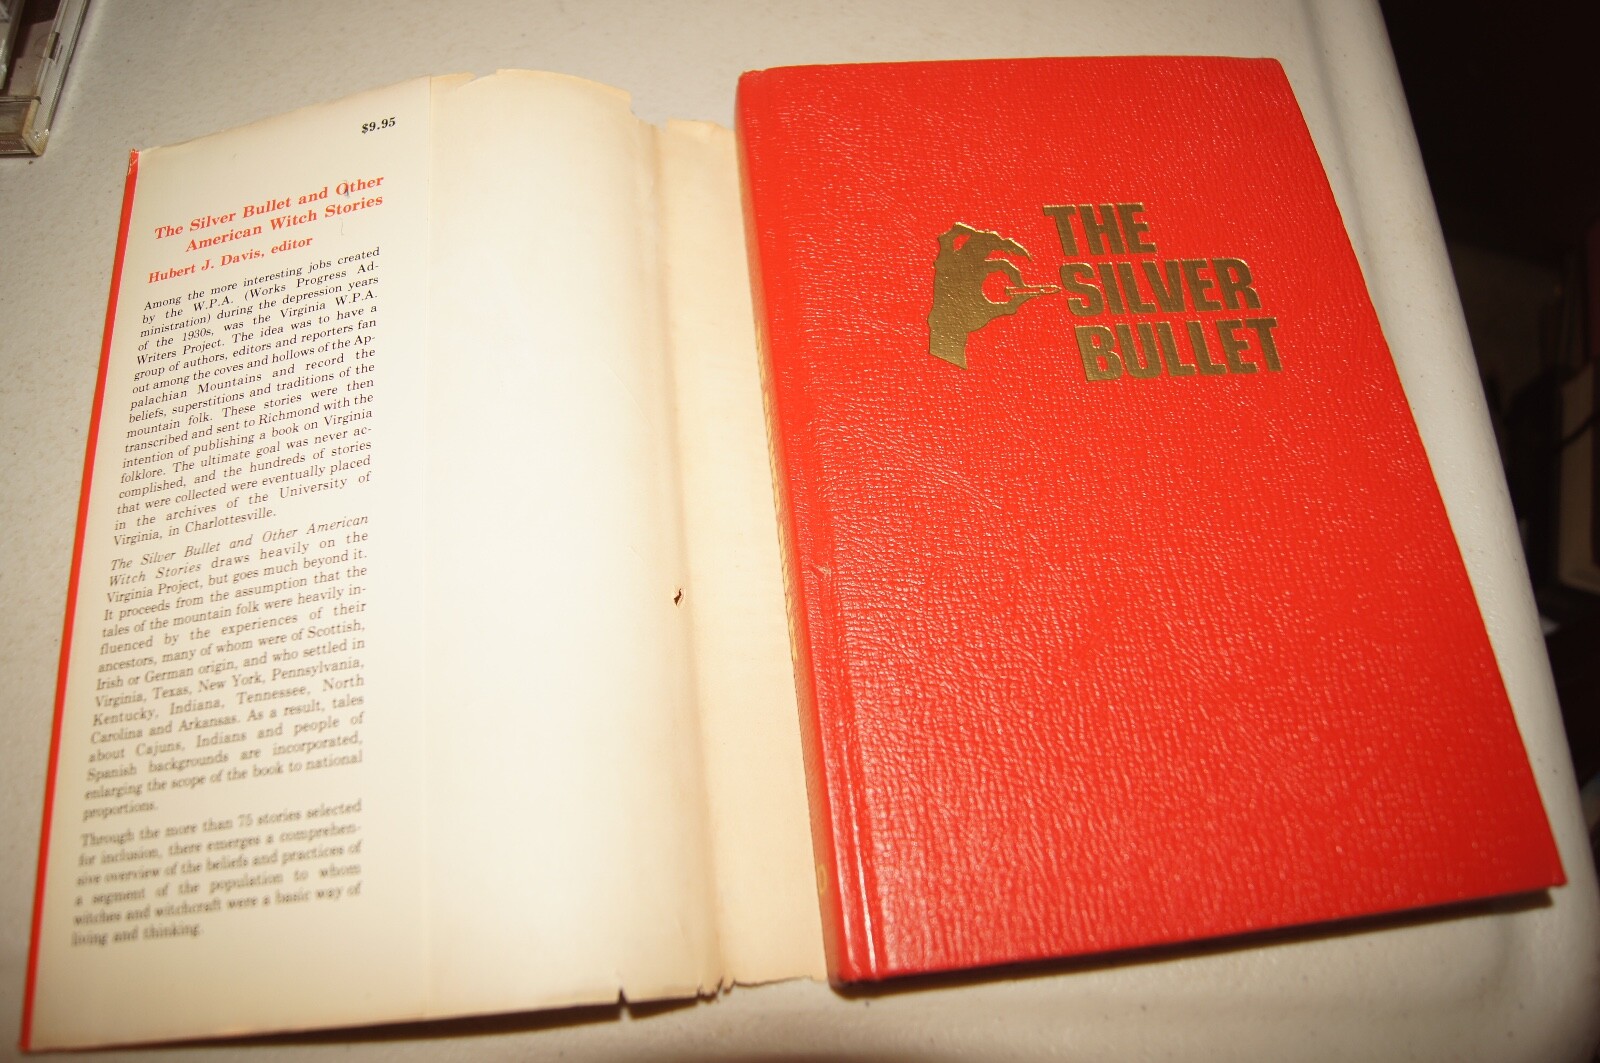 $9.95
The Silver Bullet and Other
American Witch Stories
Hubert J. Davis, editor
Among the more interesting jobs created
by the W.P.A. (Works Progress Ad-
ministration) during the depression years
of the 1930s, was the Virginia W.P.A.
Writers Project. The idea was to have a
group of authors, editors and reporters fan
out among the coves and hollows of the Ap-
palachian Mountains and record the
beliefs, superstitions and traditions of the
mountain folk. These stories were then
transcribed and sent to Richmond with the
intention of publishing a book on Virginia
folklore. The ultimate goal was never ac-
complished, and the hundreds of stories
that were collected were eventually placed
in the archives of the University of
Virginia, in Charlottesville.
The Silver Bullet and Other American
Witch Stories draws heavily on the
Virginia Project, but goes much beyond it.
It proceeds from the assumption that the
tales of the mountain folk were heavily in-
fluenced by the experiences of their
ancestors, many of whom were of Scottish,
Irish or German origin, and who settled in
Virginia, Texas, New York, Pennsylvania,
Kentucky, Indiana, Tennessee, North
Carolina and Arkansas. As a result, tales
about Cajuns, Indians and people of
Spanish backgrounds are incorporated,
enlarging the scope of the book to national
proportions.
Through the more than 75 stories selected
for inclusion, there emerges a comprehen-
sive overview of the beliefs and practices of
a segment of the population to whom
witches and witchcraft were a basic way of
living and thinking.
THE
SILVER
BULLET